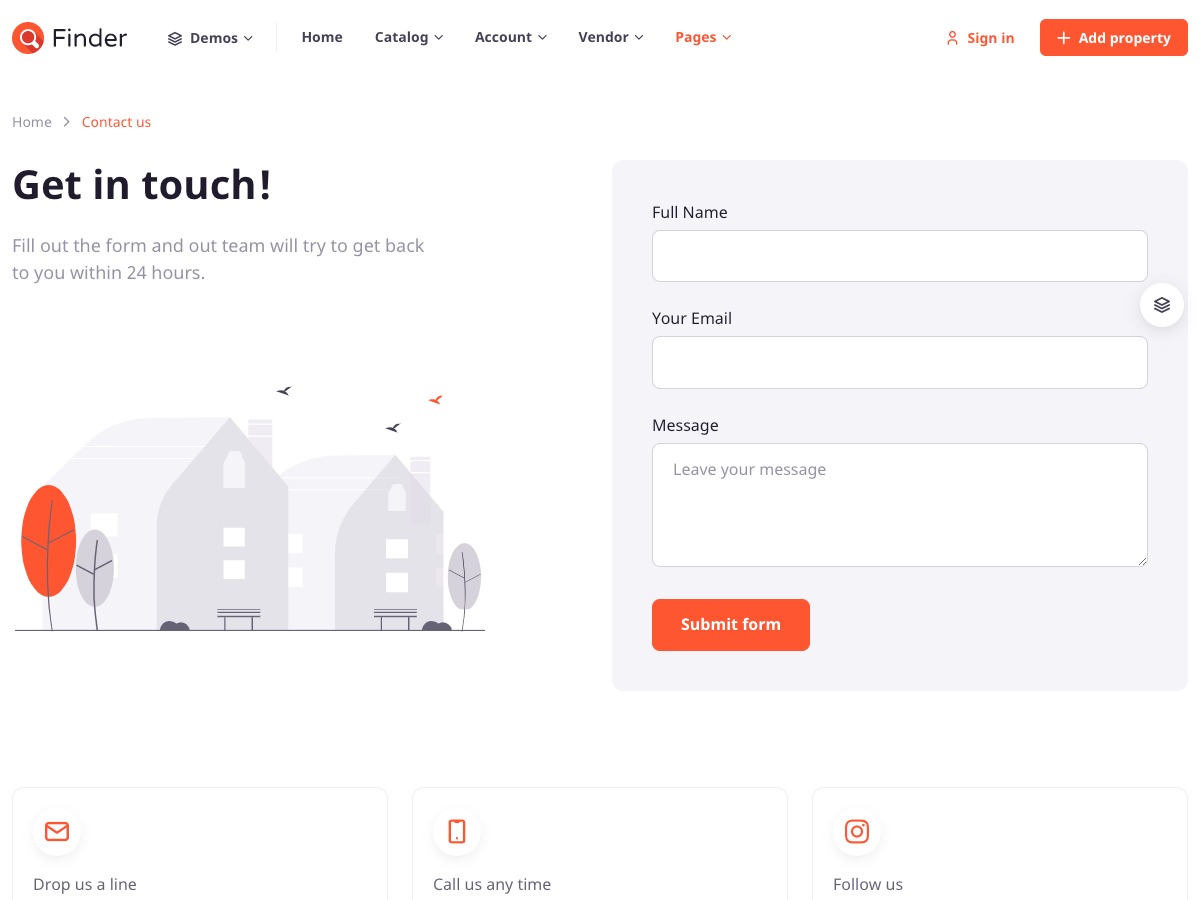 Finder
Demos
Home
Catalog
Account
Vendor
Pages
Sign in
Add property
Home
Contact us
Get in touch!
Fill out the form and out team will try to get back
to you within 24 hours.
Full Name
Your Email
Message
Leave your message
Submit form
Drop us a line
Call us any time
Follow us